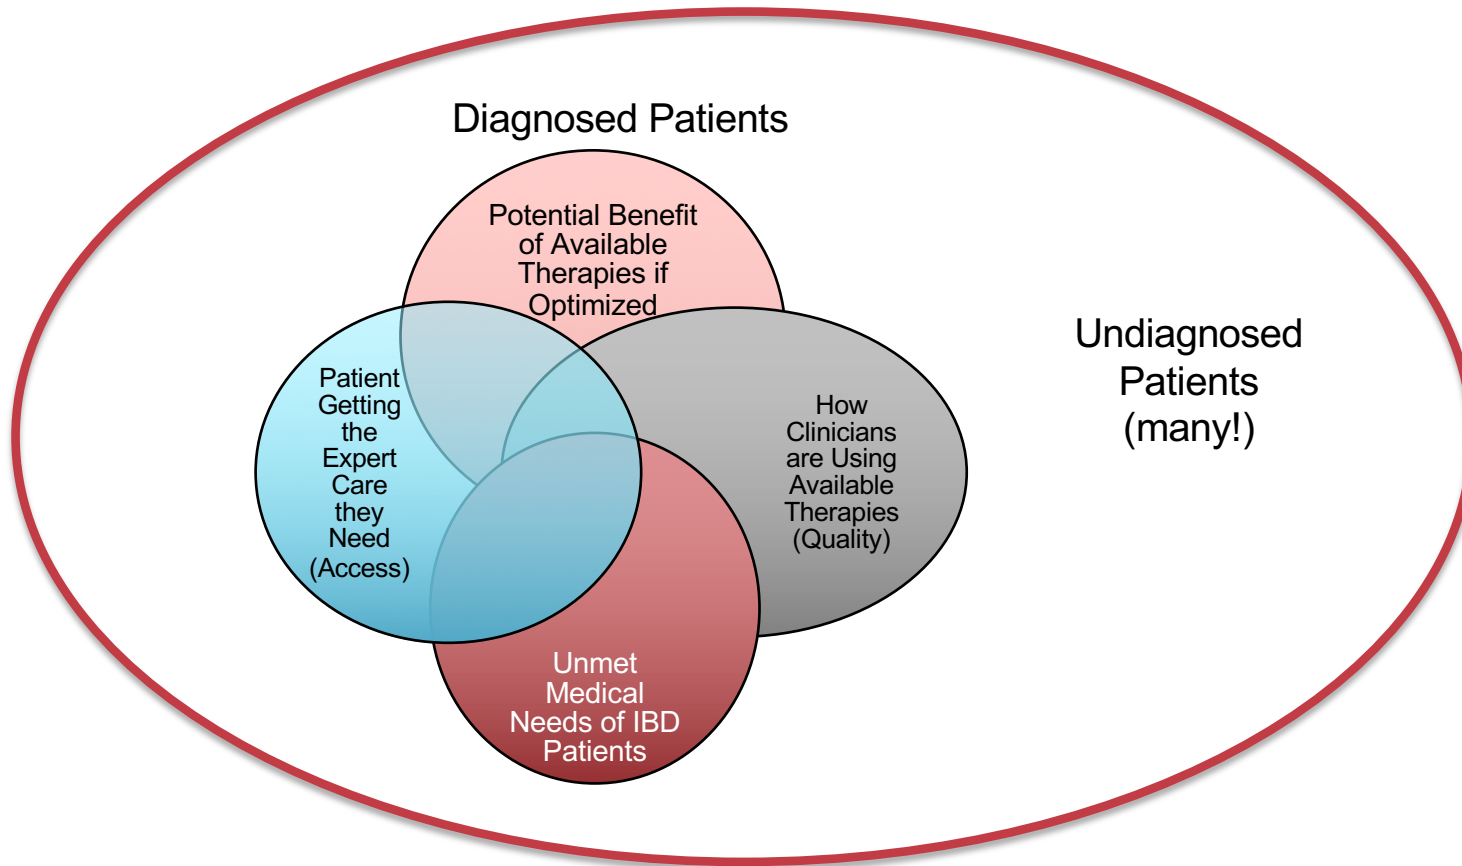 Diagnosed Patients
Potential Benefit
of Available
Therapies if
Optimized
Patient
Getting
the
Expert
Care
they
Need
(Access)
How
Clinicians
are Using
Available
Therapies
(Quality)
Undiagnosed
Patients
(many!)
Unmet
Medical
Needs of IBD
Patients